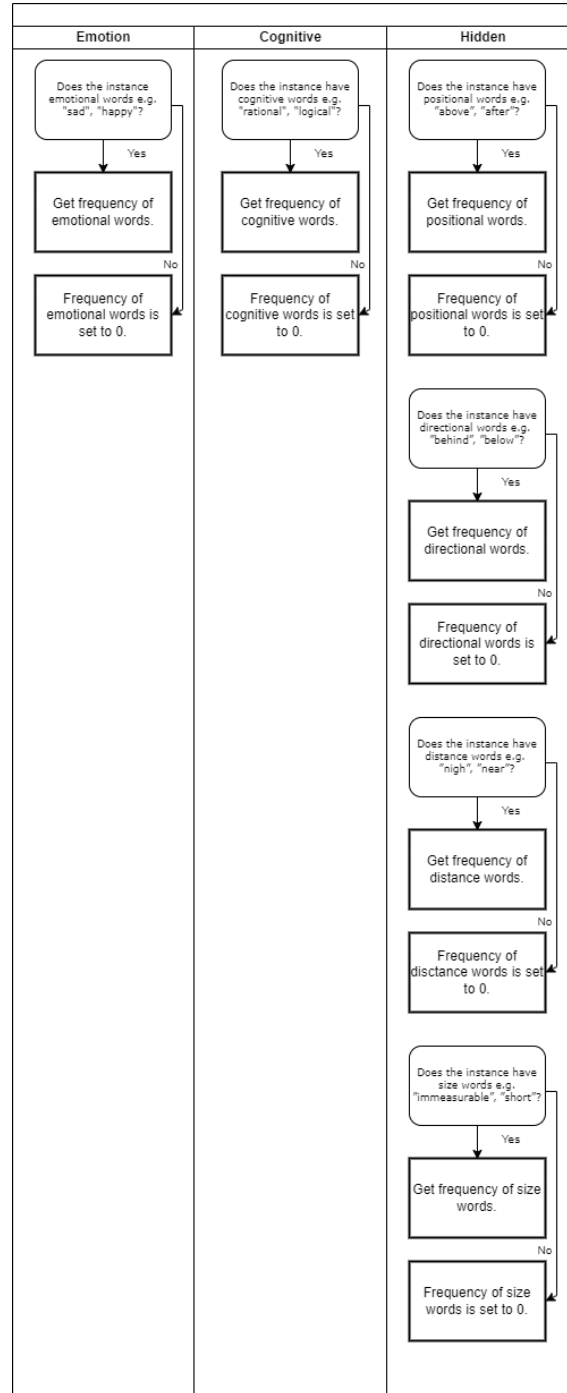 Emotion
Cognitive
Hidden
Does the instance
emotional words e.g.
"sad", "happy"?
Yes
Get frequency of
emotional words.
No
Frequency of
emotional words is
set to 0.
Does the instance have
cognitive words e.g.
"rational", "logical"?
Yes
Get frequency of
cognitive words.
No
Frequency of
cognitive words is set
to 0.
Does the instance have
positional words e.g.
"above", "after"?
Yes
Get frequency of
positional words.
No
Frequency of
positional words is set
to 0.
Does the instance have
directional words e.g.
"behind", "below"?
Yes
Get frequency of
directional words.
No
Frequency of
directional words is
set to 0.
Does the instance have
distance words e.g.
"nigh", "near"?
Yes
Get frequency of
distance words.
No
Frequency of
disctance words is set
to 0.
Does the instance have
size words e.g.
"immeasurable", "short"?
Yes
Get frequency of size
words.
No
Frequency of size
words is set to 0.